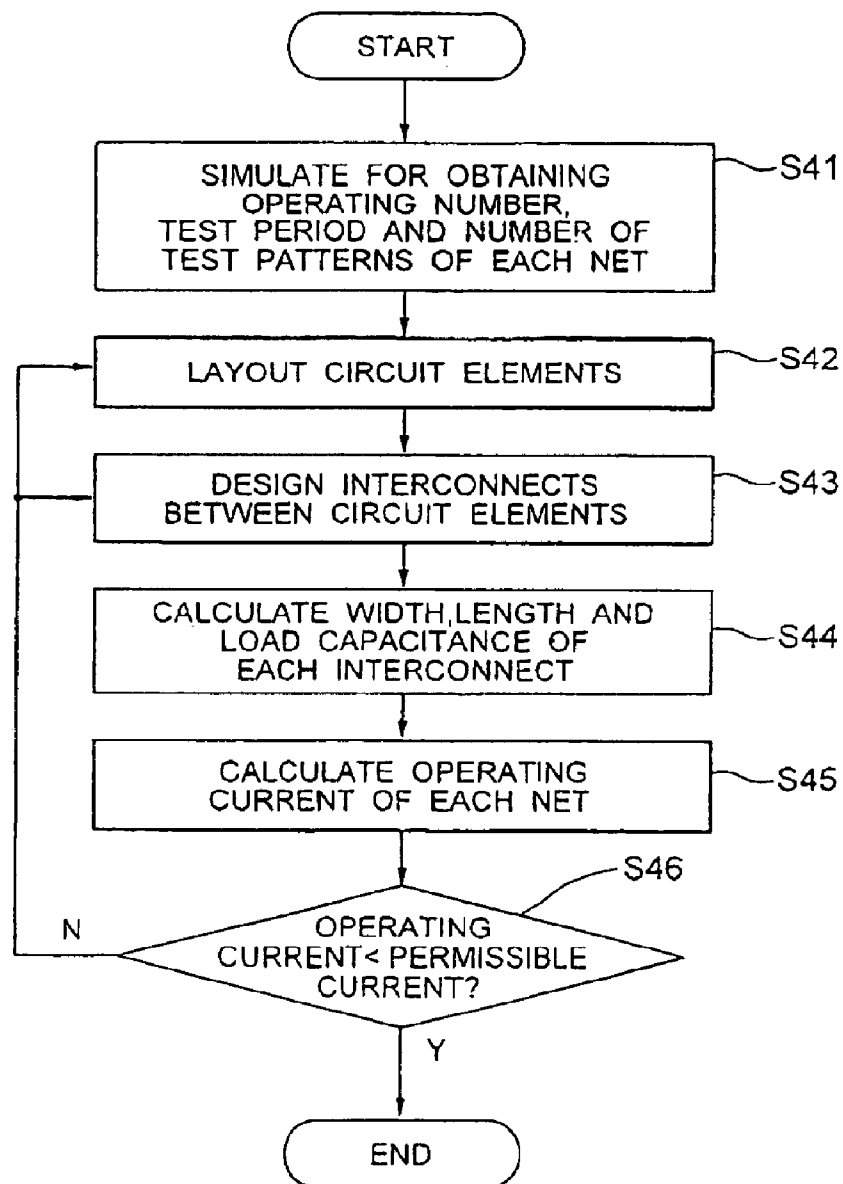 START
SIMULATE FOR OBTAINING
OPERATING NUMBER,
TEST PERIOD AND NUMBER OF
TEST PATTERNS OF EACH NET
S41
LAYOUT CIRCUIT ELEMENTS
S42
DESIGN INTERCONNECTS
BETWEEN CIRCUIT ELEMENTS
S43
CALCULATE WIDTH,LENGTH AND
LOAD CAPACITANCE OF
EACH INTERCONNECT
S44
CALCULATE OPERATING
CURRENT OF EACH NET
S45
S46
N
OPERATING
CURRENT< PERMISSIBLE
CURRENT?
Y
END